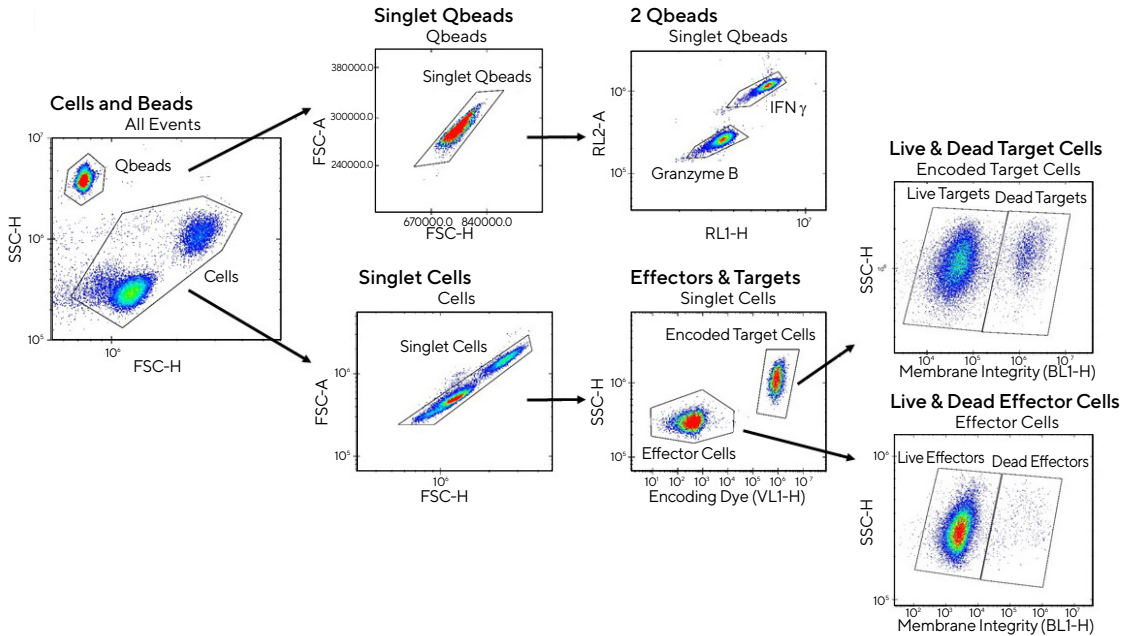 Cells and Beads
All Events
10⁷
10⁶
10⁵
SSC-H
Qbeads
Cells
10⁶
FSC-H
Singlet Qbeads
Qbeads
380000.0
300000.0
240000.0
FSC-A
Singlet Qbeads
670000.0 840000.0
FSC-H
2 Qbeads
Singlet Qbeads
10⁶
10⁵
RL2-A
IFN γ
Granzyme B
10⁷
RL1-H
Singlet Cells
Cells
10⁶
10⁵
FSC-A
Singlet Cells
10⁶
FSC-H
Effectors & Targets
Singlet Cells
10⁶
10⁵
SSC-H
Encoded Target Cells
Effector Cells
10¹ 10² 10³ 10⁴ 10⁵ 10⁶ 10⁷
Encoding Dye (VL1-H)
Live & Dead Target Cells
Encoded Target Cells
Live Targets Dead Targets
SSC-H
10⁴ 10⁵ 10⁶ 10⁷
Membrane Integrity (BL1-H)
Live & Dead Effector Cells
Effector Cells
10⁶
10⁵
Live Effectors Dead Effectors
SSC-H
10² 10³ 10⁴ 10⁵ 10⁶ 10⁷
Membrane Integrity (BL1-H)